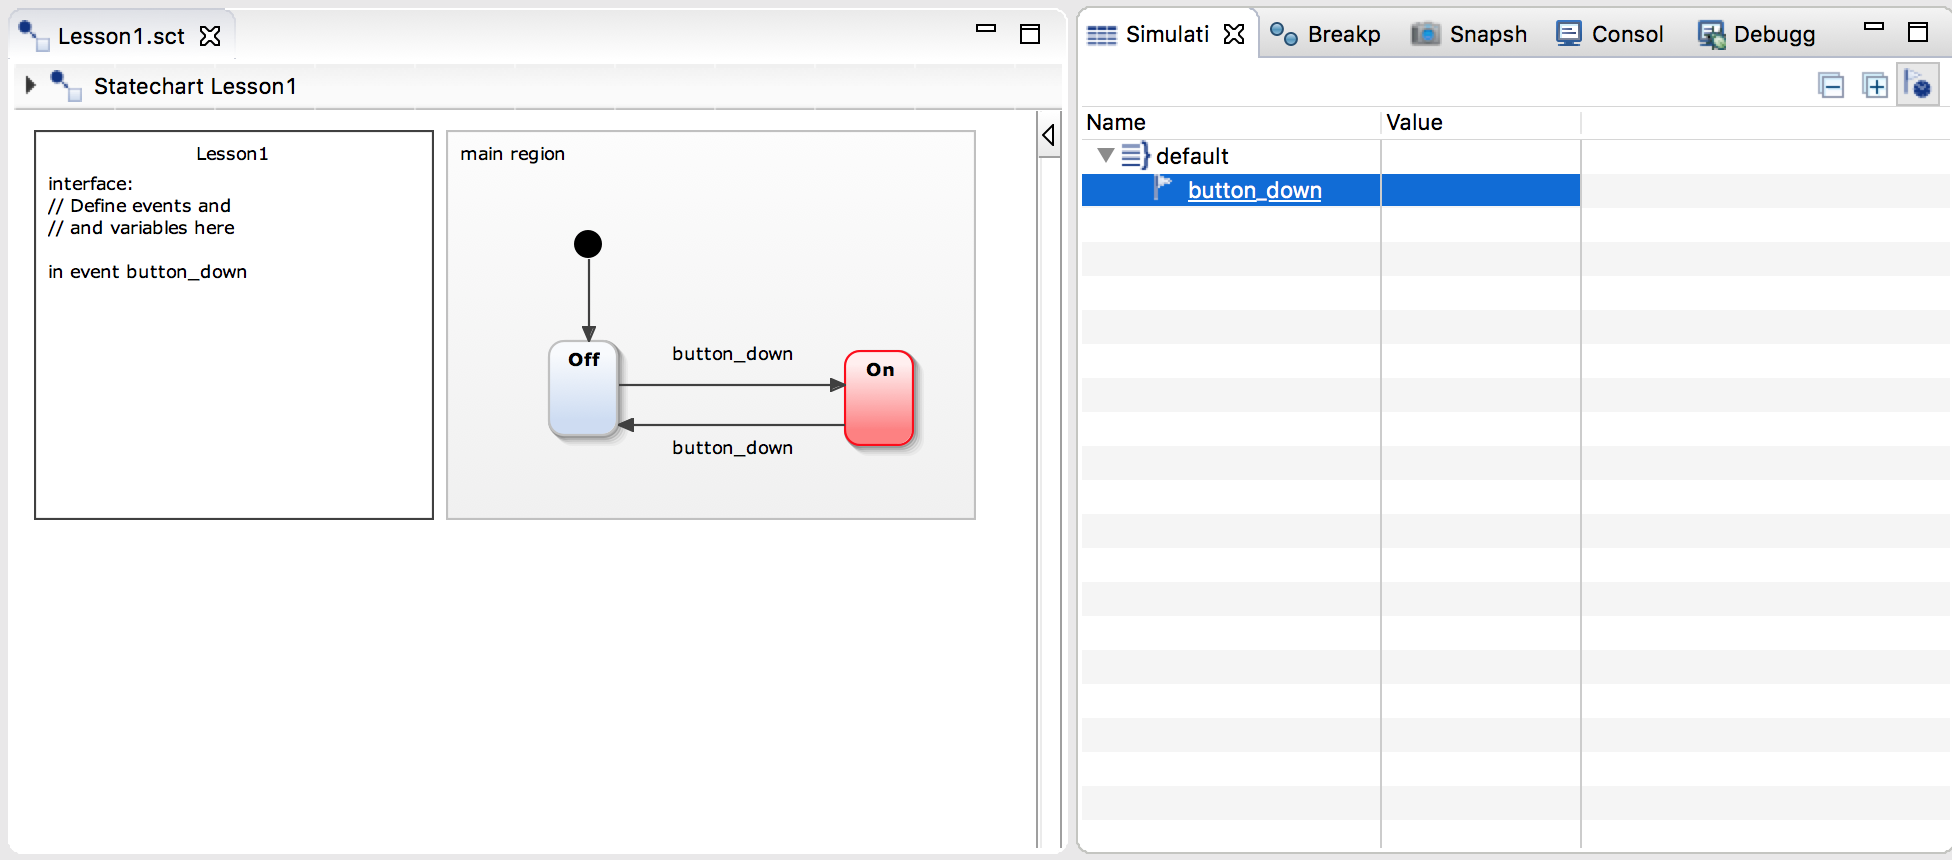 Lesson1.sct
Statechart Lesson1
Lesson1
interface:
// Define events and
// and variables here
in event button_down
main region
Off
button_down
On
button_down
Simulati
Breakp
Snapsh
Consol
Debugg
Name
Value
default
button_down